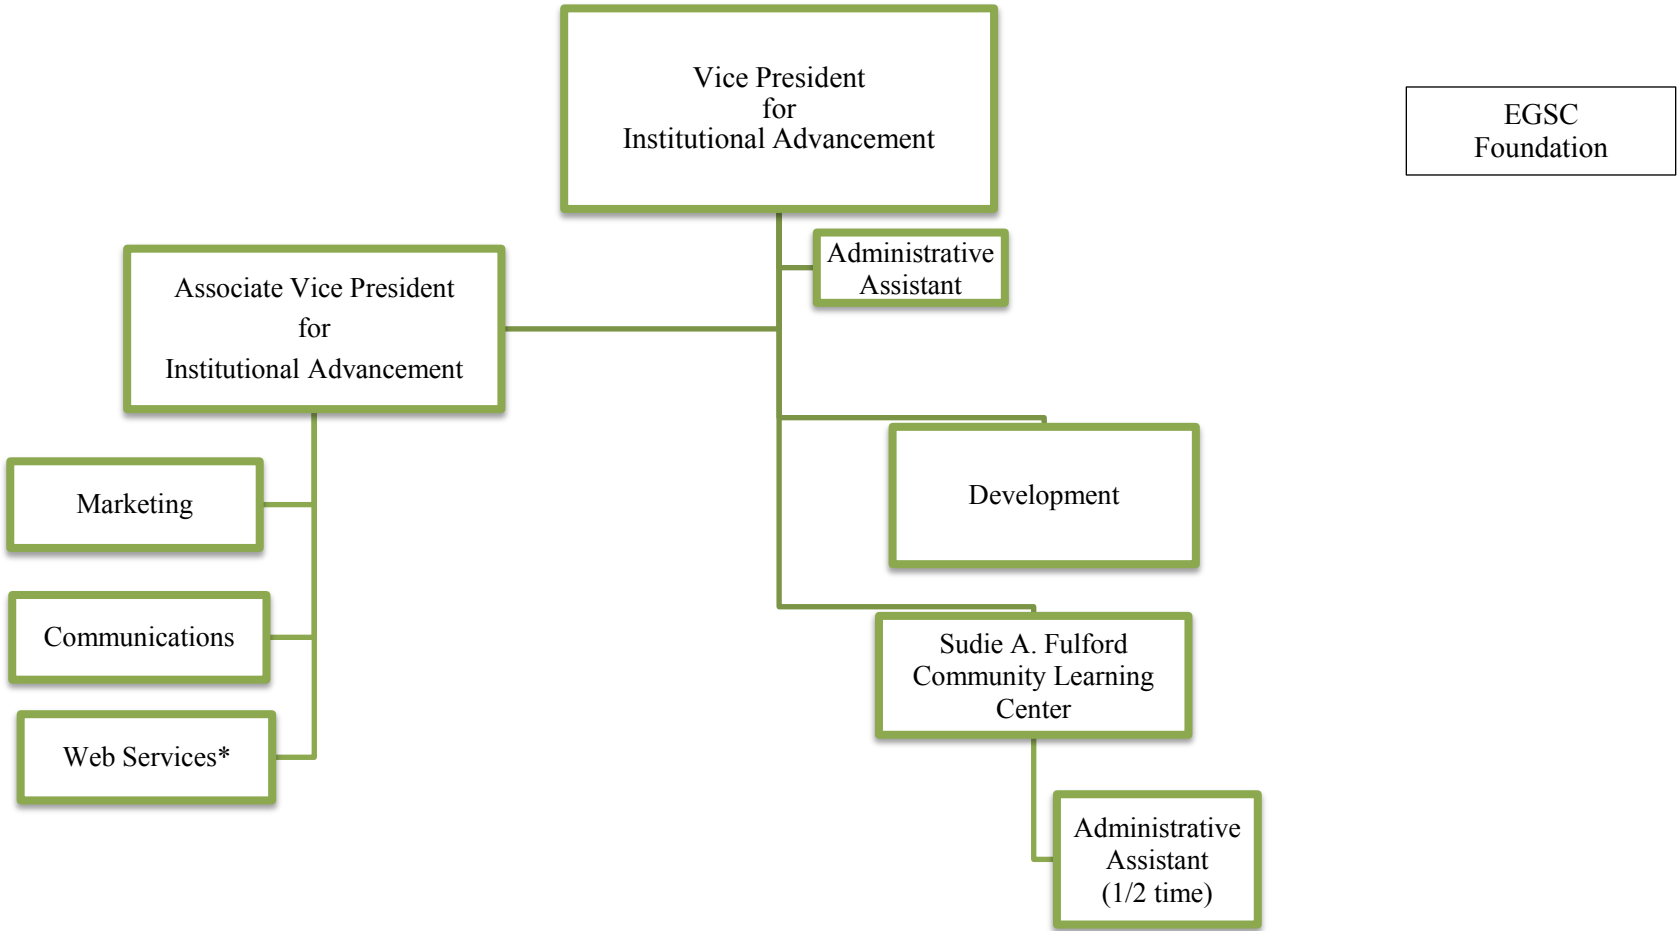 Vice President
for
Institutional Advancement
EGSC
Foundation
Administrative
Assistant
Associate Vice President
for
Institutional Advancement
Marketing
Communications
Web Services*
Development
Sudie A. Fulford
Community Learning
Center
Administrative
Assistant
(1/2 time)